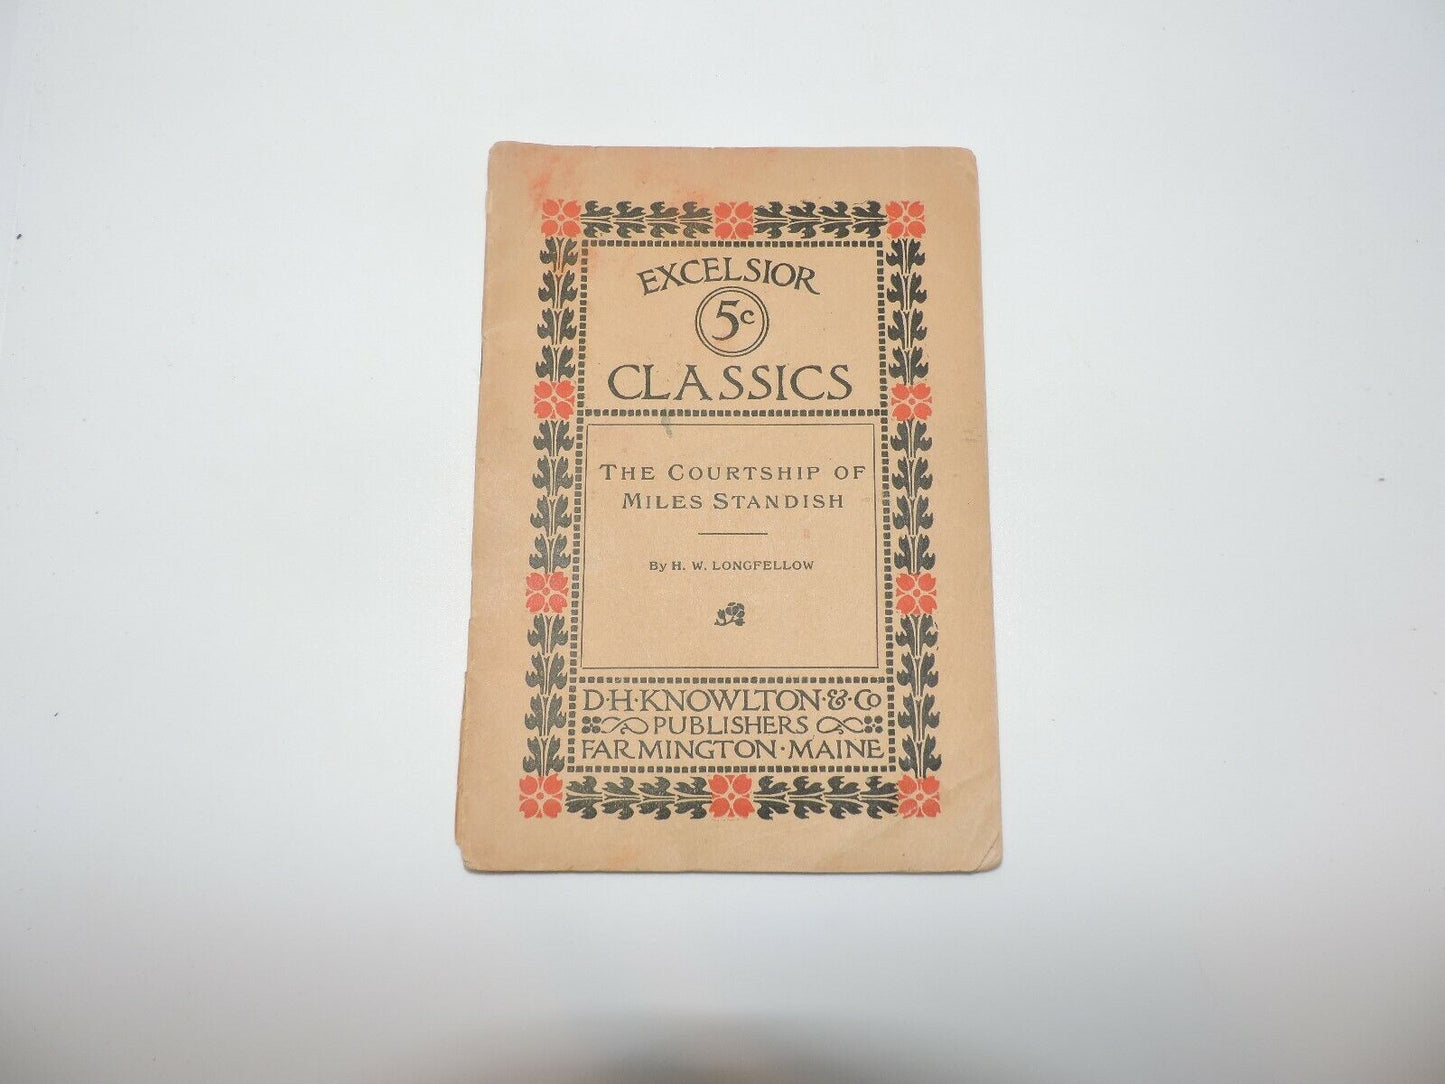 EXCELSIOR
5c
CLASSICS
THE COURTSHIP OF
MILES STANDISH
By H. W. LONGFELLOW
D·H·KNOWLTON·&·Co
PUBLISHERS
FARMINGTON·MAINE